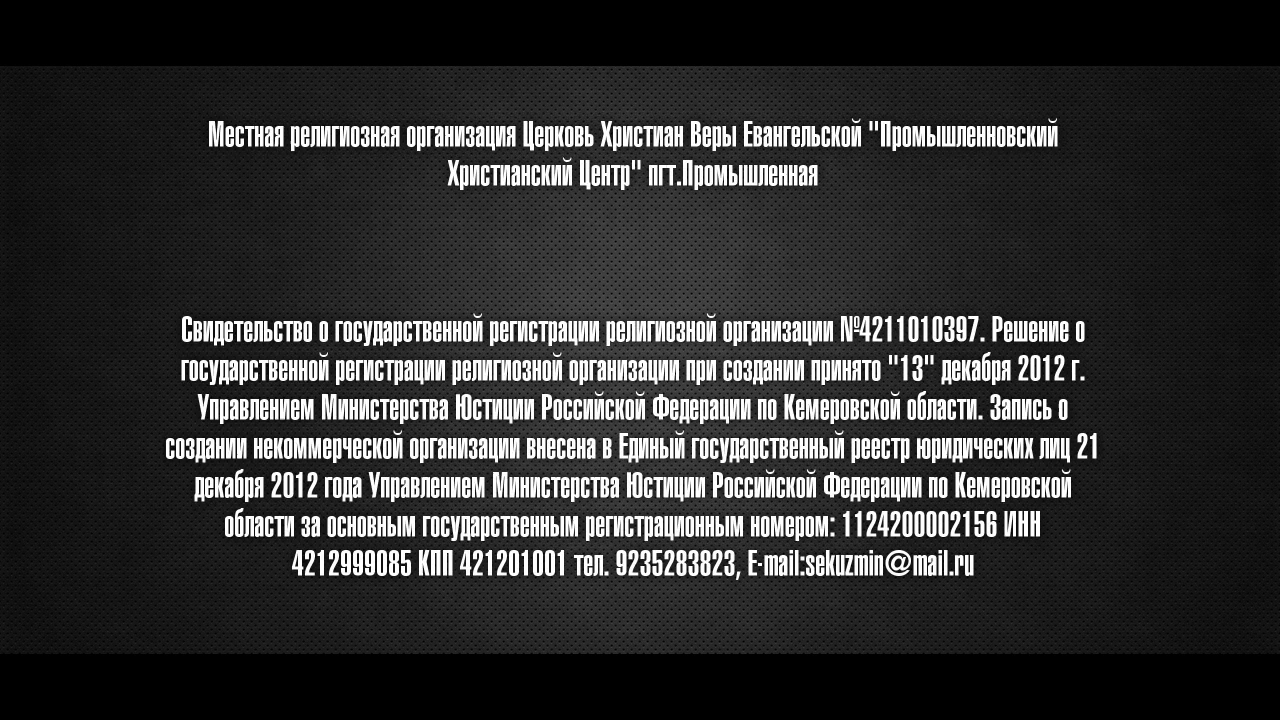 Местная религиозная организация Церковь Христиан Веры Евангельской "Промышленновский
Христианский Центр" пгт.Промышленная
Свидетельство о государственной регистрации религиозной организации №4211010397. Решение о
государственной регистрации религиозной организации при создании принято "13" декабря 2012 г.
Управлением Министерства Юстиции Российской Федерации по Кемеровской области. Запись о
создании некоммерческой организации внесена в Единый государственный реестр юридических лиц 21
декабря 2012 года Управлением Министерства Юстиции Российской Федерации по Кемеровской
области за основным государственным регистрационным номером: 1124200002156 ИНН
4212999085 КПП 421201001 тел. 9235283823, E-mail:sekuzmin@mail.ru